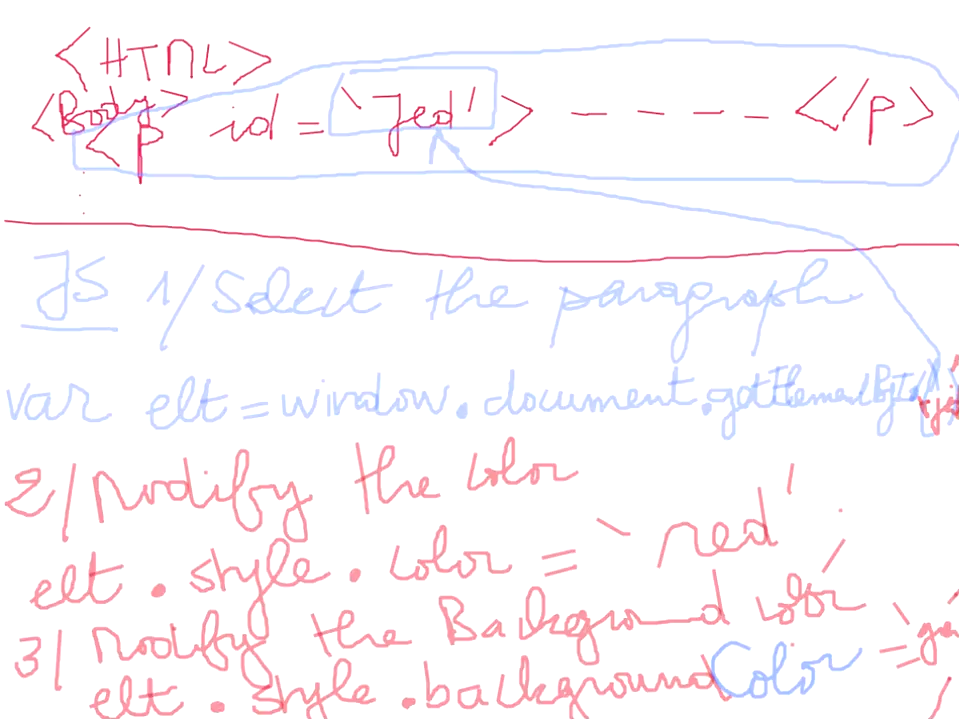 <HTML>
<Body>
<p id = 'Jed' > - - - - </p>
JS 1/ Select the paragraph
var elt = window.document.getElementById(
2/ Modify the color
elt . style . color = 'red' ;
3/ Modify the Background color
elt . style . backgroundColor = '